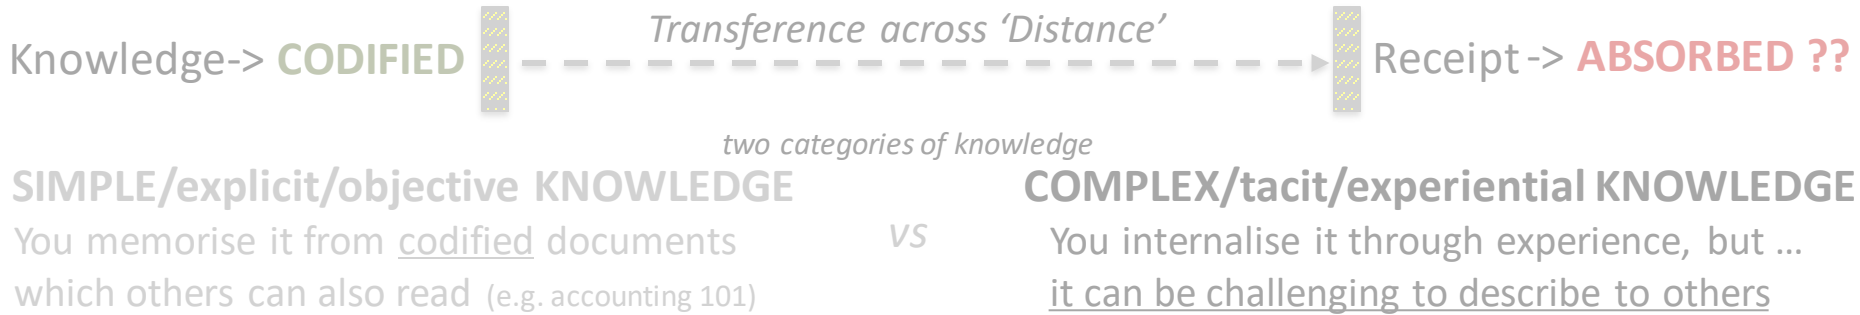 Transference across ‘Distance’
Knowledge-> CODIFIED
Receipt -> ABSORBED ??
two categories of knowledge
SIMPLE/explicit/objective KNOWLEDGE
You memorise it from codified documents
which others can also read (e.g. accounting 101)
vs
COMPLEX/tacit/experiential KNOWLEDGE
You internalise it through experience, but ...
it can be challenging to describe to others